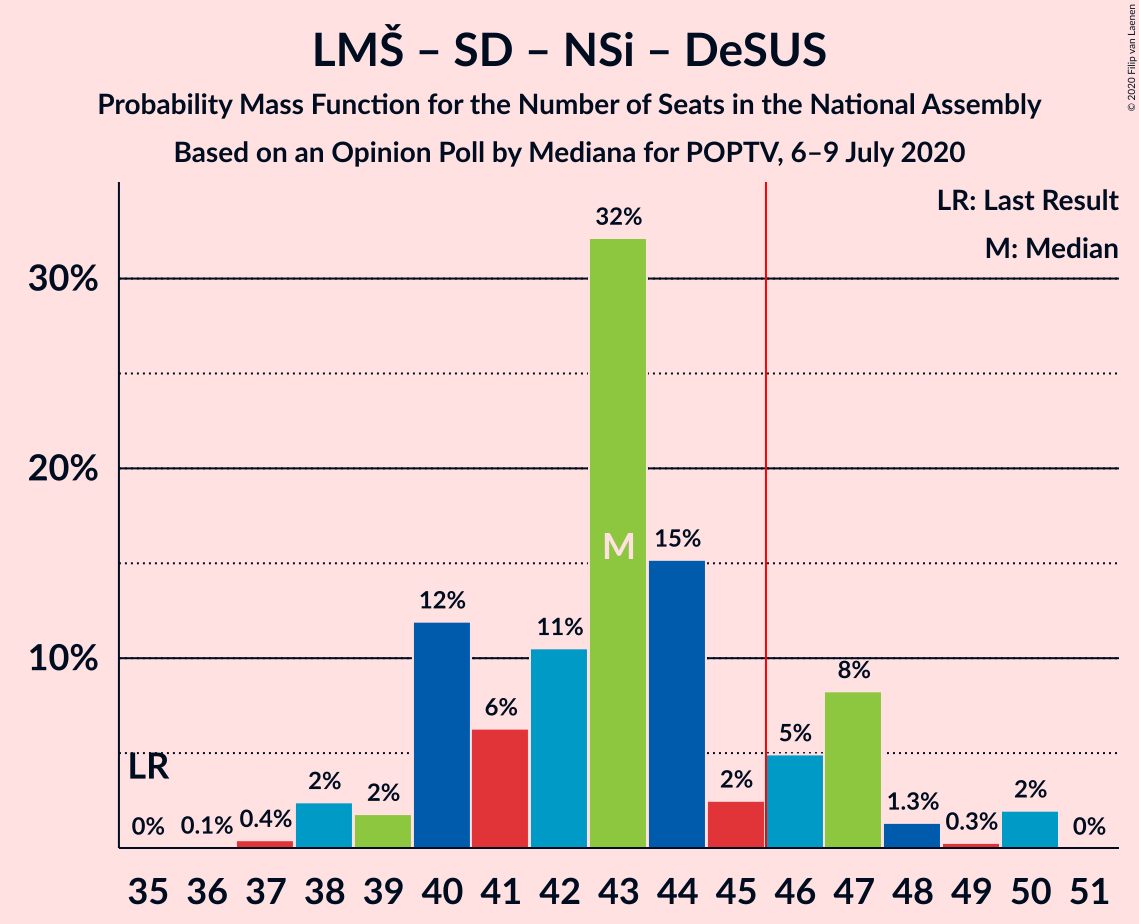 LMŠ – SD – NSi – DeSUS
Probability Mass Function for the Number of Seats in the National Assembly
Based on an Opinion Poll by Mediana for POPTV, 6–9 July 2020
© 2020 Filip van Laenen
LR: Last Result
M: Median
30%
20%
10%
LR
M
0%
0.1%
0.4%
2%
2%
12%
6%
11%
32%
15%
2%
5%
8%
1.3%
0.3%
2%
0%
35 36 37 38 39 40 41 42 43 44 45 46 47 48 49 50 51